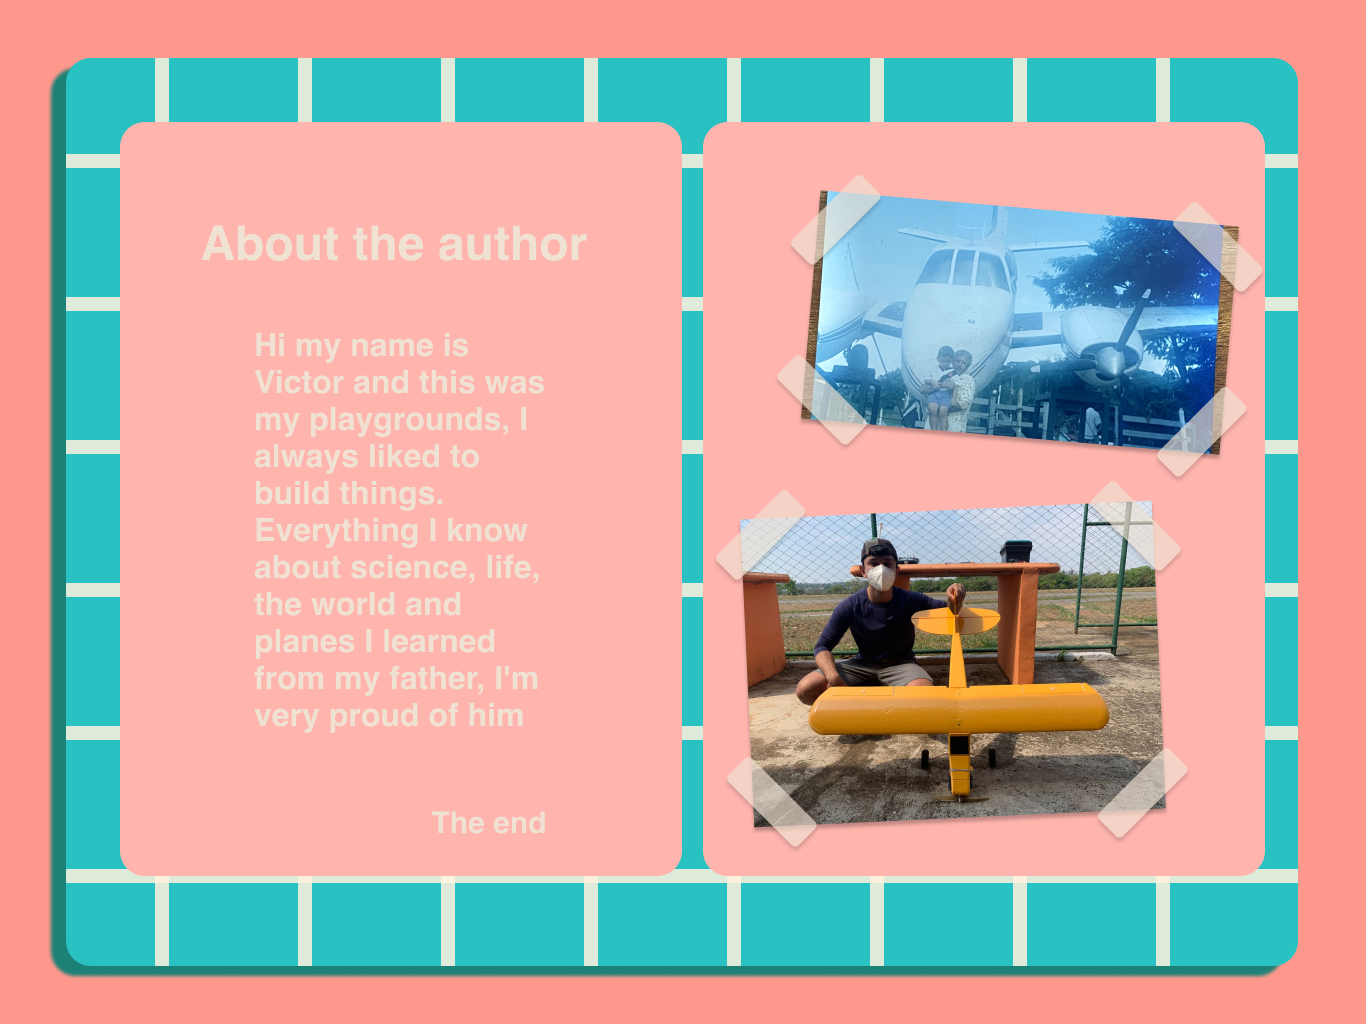 About the author
Hi my name is
Victor and this was
my playgrounds, I
always liked to
build things.
Everything I know
about science, life,
the world and
planes I learned
from my father, I'm
very proud of him
The end